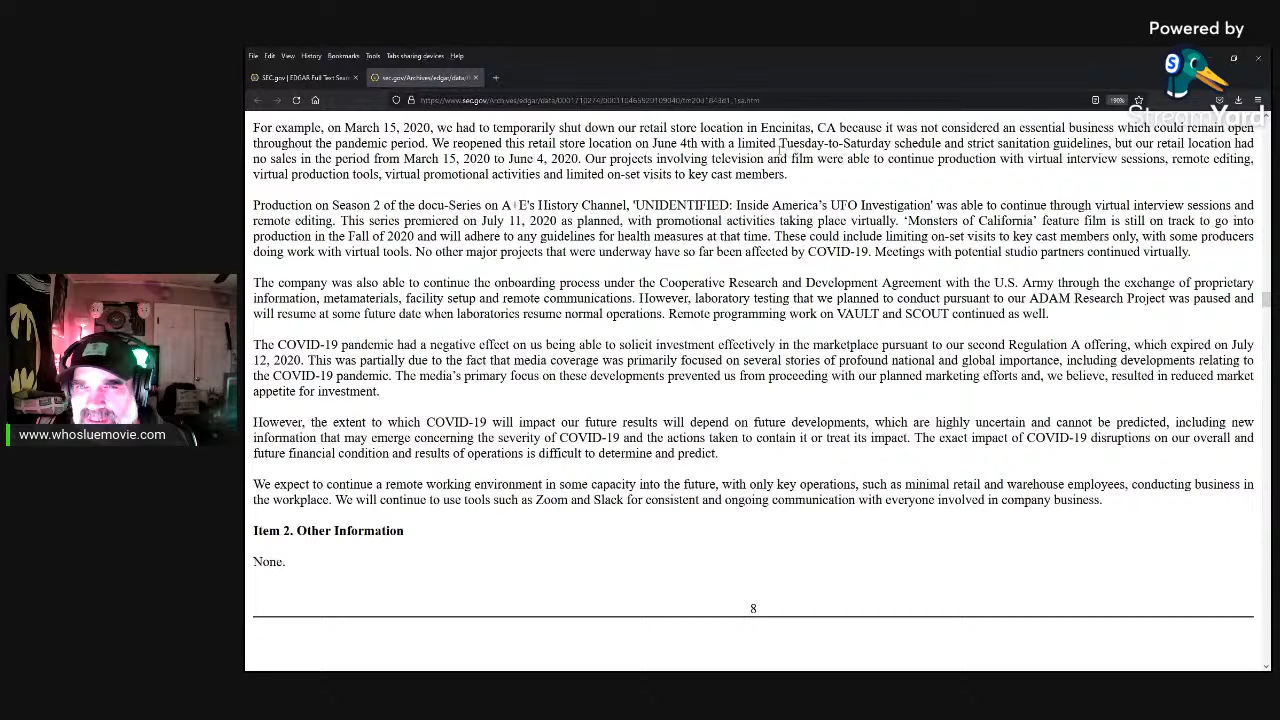 Powered by
StreamYard
File Edit View History Bookmarks Tools Tabs sharing devices Help
SEC.gov | EDGAR Full Text Sear
sec.gov/Archives/edgar/data/0
190%
For example, on March 15, 2020, we had to temporarily shut down our retail store location in Encinitas, CA because it was not considered an essential business which could remain open
throughout the pandemic period. We reopened this retail store location on June 4th with a limited Tuesday-to-Saturday schedule and strict sanitation guidelines, but our retail location had
no sales in the period from March 15, 2020 to June 4, 2020. Our projects involving television and film were able to continue production with virtual interview sessions, remote editing,
virtual production tools, virtual promotional activities and limited on-set visits to key cast members.
Production on Season 2 of the docu-Series on A+E's History Channel, 'UNIDENTIFIED: Inside America's UFO Investigation' was able to continue through virtual interview sessions and
remote editing. This series premiered on July 11, 2020 as planned, with promotional activities taking place virtually. ‘Monsters of California’ feature film is still on track to go into
production in the Fall of 2020 and will adhere to any guidelines for health measures at that time. These could include limiting on-set visits to key cast members only, with some producers
doing work with virtual tools. No other major projects that were underway have so far been affected by COVID-19. Meetings with potential studio partners continued virtually.
The company was also able to continue the onboarding process under the Cooperative Research and Development Agreement with the U.S. Army through the exchange of proprietary
information, metamaterials, facility setup and remote communications. However, laboratory testing that we planned to conduct pursuant to our ADAM Research Project was paused and
will resume at some future date when laboratories resume normal operations. Remote programming work on VAULT and SCOUT continued as well.
The COVID-19 pandemic had a negative effect on us being able to solicit investment effectively in the marketplace pursuant to our second Regulation A offering, which expired on July
12, 2020. This was partially due to the fact that media coverage was primarily focused on several stories of profound national and global importance, including developments relating to
the COVID-19 pandemic. The media’s primary focus on these developments prevented us from proceeding with our planned marketing efforts and, we believe, resulted in reduced market
appetite for investment.
However, the extent to which COVID-19 will impact our future results will depend on future developments, which are highly uncertain and cannot be predicted, including new
information that may emerge concerning the severity of COVID-19 and the actions taken to contain it or treat its impact. The exact impact of COVID-19 disruptions on our overall and
future financial condition and results of operations is difficult to determine and predict.
We expect to continue a remote working environment in some capacity into the future, with only key operations, such as minimal retail and warehouse employees, conducting business in
the workplace. We will continue to use tools such as Zoom and Slack for consistent and ongoing communication with everyone involved in company business.
Item 2. Other Information
None.
8
www.whosluemovie.com